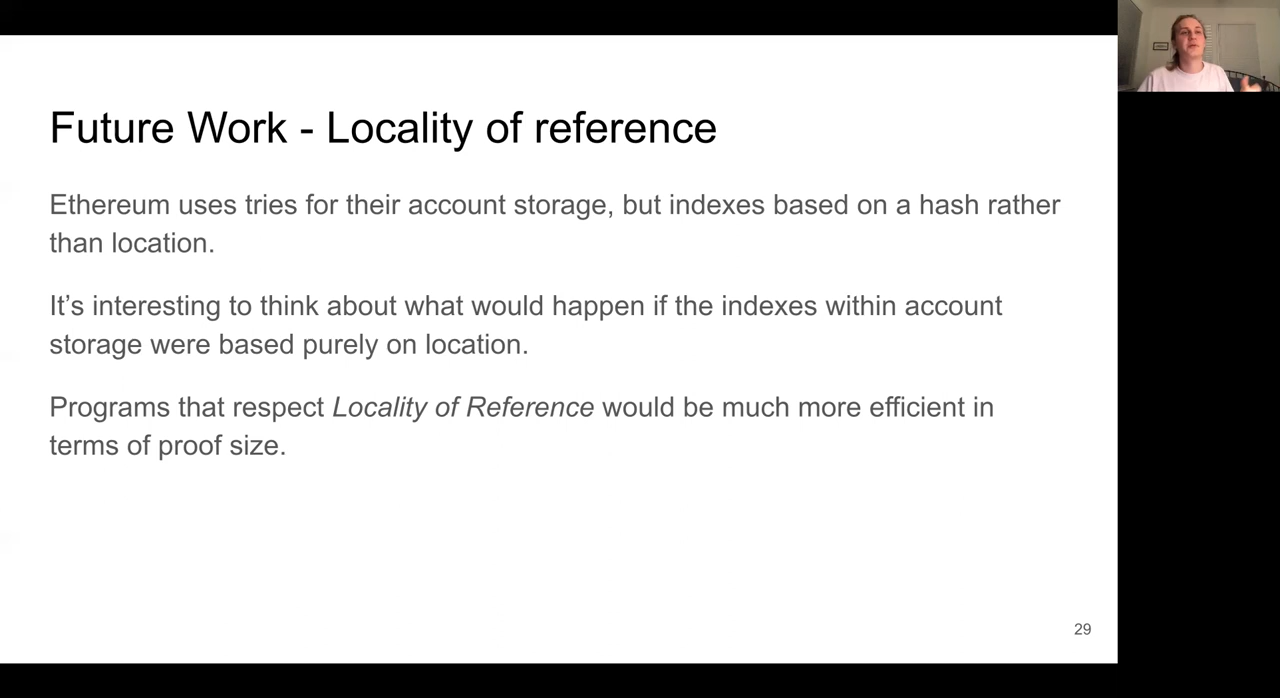 Future Work - Locality of reference
Ethereum uses tries for their account storage, but indexes based on a hash rather
than location.
It’s interesting to think about what would happen if the indexes within account
storage were based purely on location.
Programs that respect Locality of Reference would be much more efficient in
terms of proof size.
29